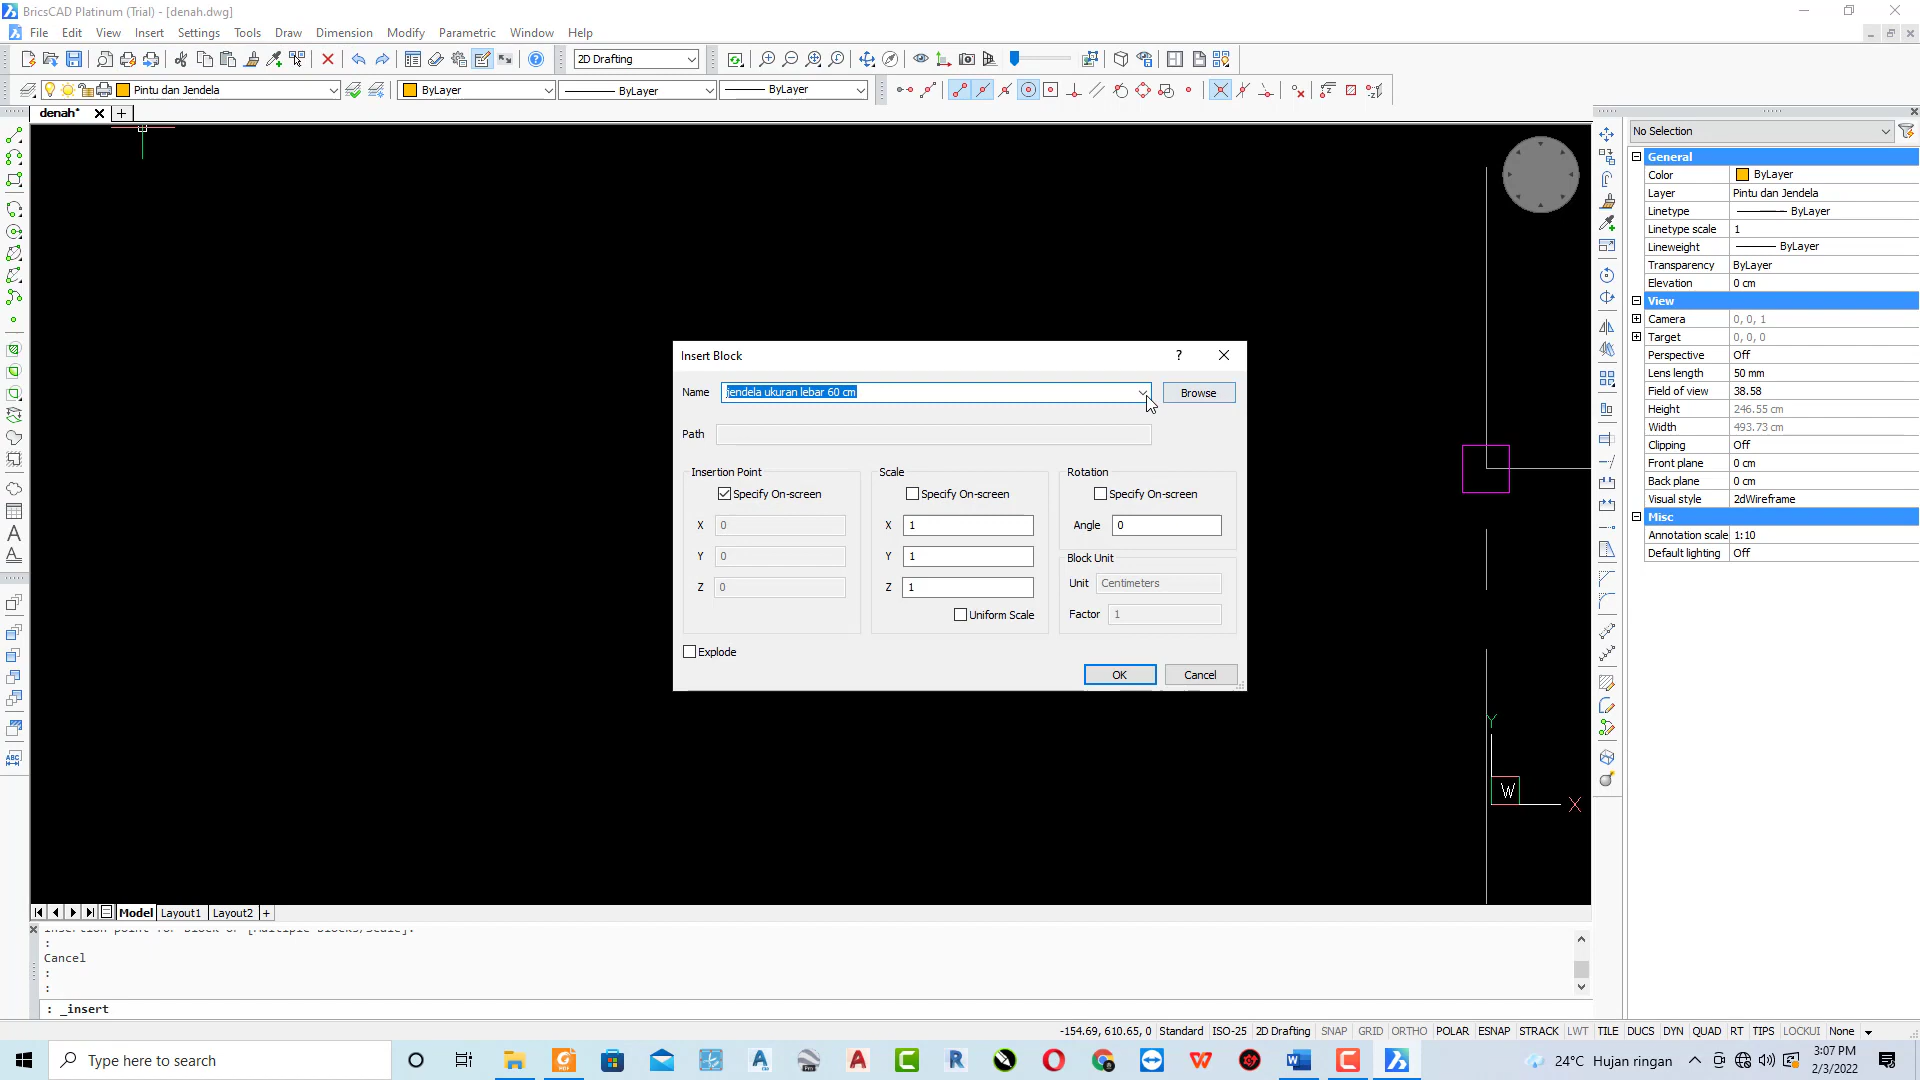 BricsCAD Platinum (Trial) - [denah.dwg]
File Edit View Insert Settings Tools Draw Dimension Modify Parametric Window Help
2D Drafting
Pintu dan Jendela ByLayer ByLayer ByLayer
denah*
No Selection
General
Color ByLayer
Layer Pintu dan Jendela
Linetype ByLayer
Linetype scale 1
Lineweight ByLayer
Transparency ByLayer
Elevation 0 cm
View
Camera 0, 0, 1
Target 0, 0, 0
Perspective Off
Lens length 50 mm
Field of view 38.58
Height 246.55 cm
Width 493.73 cm
Clipping Off
Front plane 0 cm
Back plane 0 cm
Visual style 2dWireframe
Misc
Annotation scale 1:10
Default lighting Off
Insert Block ?
Name jendela ukuran lebar 60 cm Browse
Path
Insertion Point Scale Rotation
Specify On-screen Specify On-screen Specify On-screen
X 0 X 1 Angle 0
Y 0 Y 1 Block Unit
Unit Centimeters
Z 0 Z 1
Uniform Scale Factor 1
Explode
OK Cancel
Y
W X
A
ABC
Model Layout1 Layout2 +
Insertion point for block or [Multiple blocks/Scale]:
:
Cancel
:
:
: _insert
-154.69, 610.65, 0 Standard ISO-25 2D Drafting SNAP GRID ORTHO POLAR ESNAP STRACK LWT TILE DUCS DYN QUAD RT TIPS LOCKUI None
Type here to search
24°C Hujan ringan
3:07 PM
2/3/2022